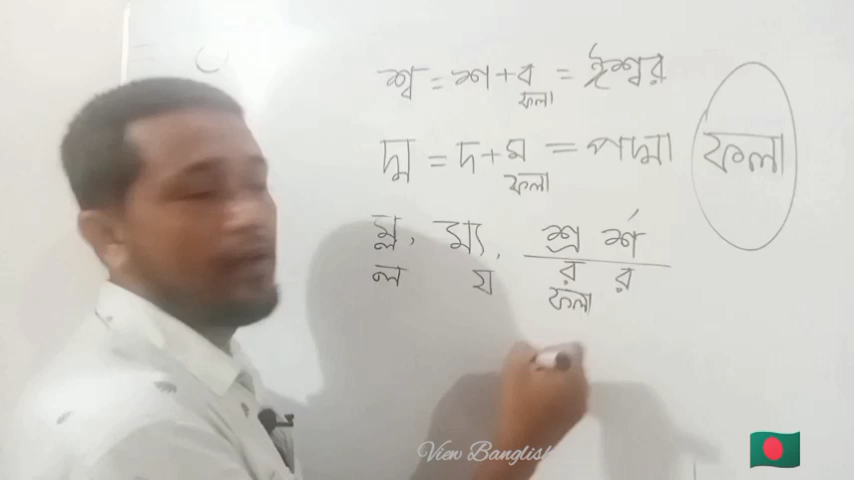 শ্ব = শ + ব = ঈশ্বর
ফলা
দ্ম = দ + ম = পদ্মা
ফলা
ফলা
ম্ল, ম্য, শ্র র্শ
ল য র র
ফলা
View Banglish